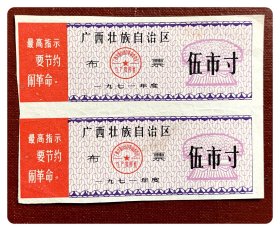 最高指示
要节约
闹革命。
广西壮族自治区
布票
伍市寸
一九七一年度
最高指示
要节约
闹革命。
广西壮族自治区
布票
伍市寸
一九七一年度